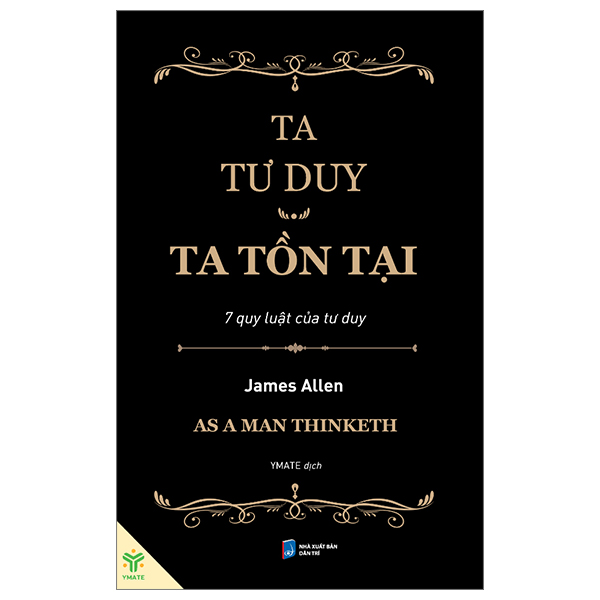 TA
TƯ DUY
TA TỒN TẠI
7 quy luật của tư duy
James Allen
AS A MAN THINKETH
YMATE dịch
NHÀ XUẤT BẢN
DÂN TRÍ
YMATE